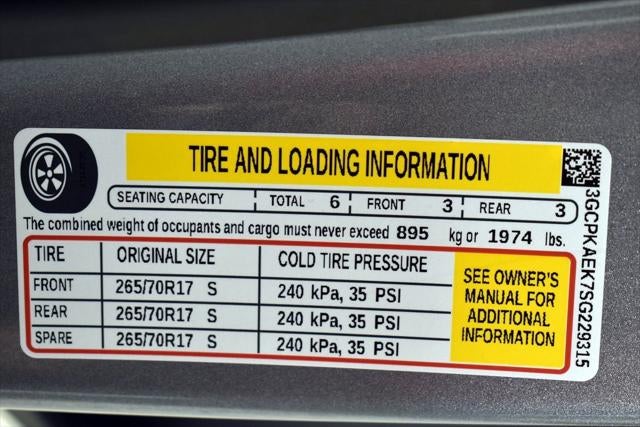 TIRE AND LOADING INFORMATION
SEATING CAPACITY TOTAL 6 FRONT 3 REAR 3
The combined weight of occupants and cargo must never exceed 895 kg or 1974 lbs.
TIRE ORIGINAL SIZE COLD TIRE PRESSURE
FRONT 265/70R17 S 240 kPa, 35 PSI
REAR 265/70R17 S 240 kPa, 35 PSI
SPARE 265/70R17 S 240 kPa, 35 PSI
SEE OWNER'S
MANUAL FOR
ADDITIONAL
INFORMATION
3GCPKAEK7SG229315